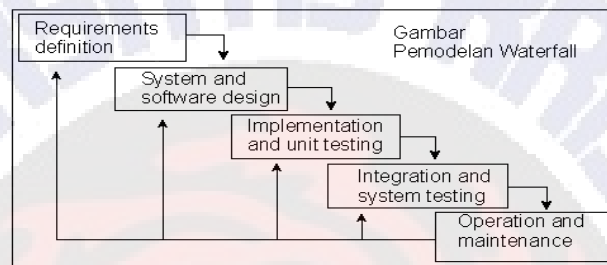 Requirements
definition
Gambar
Pemodelan Waterfall
System and
software design
Implementation
and unit testing
Integration and
system testing
Operation and
maintenance